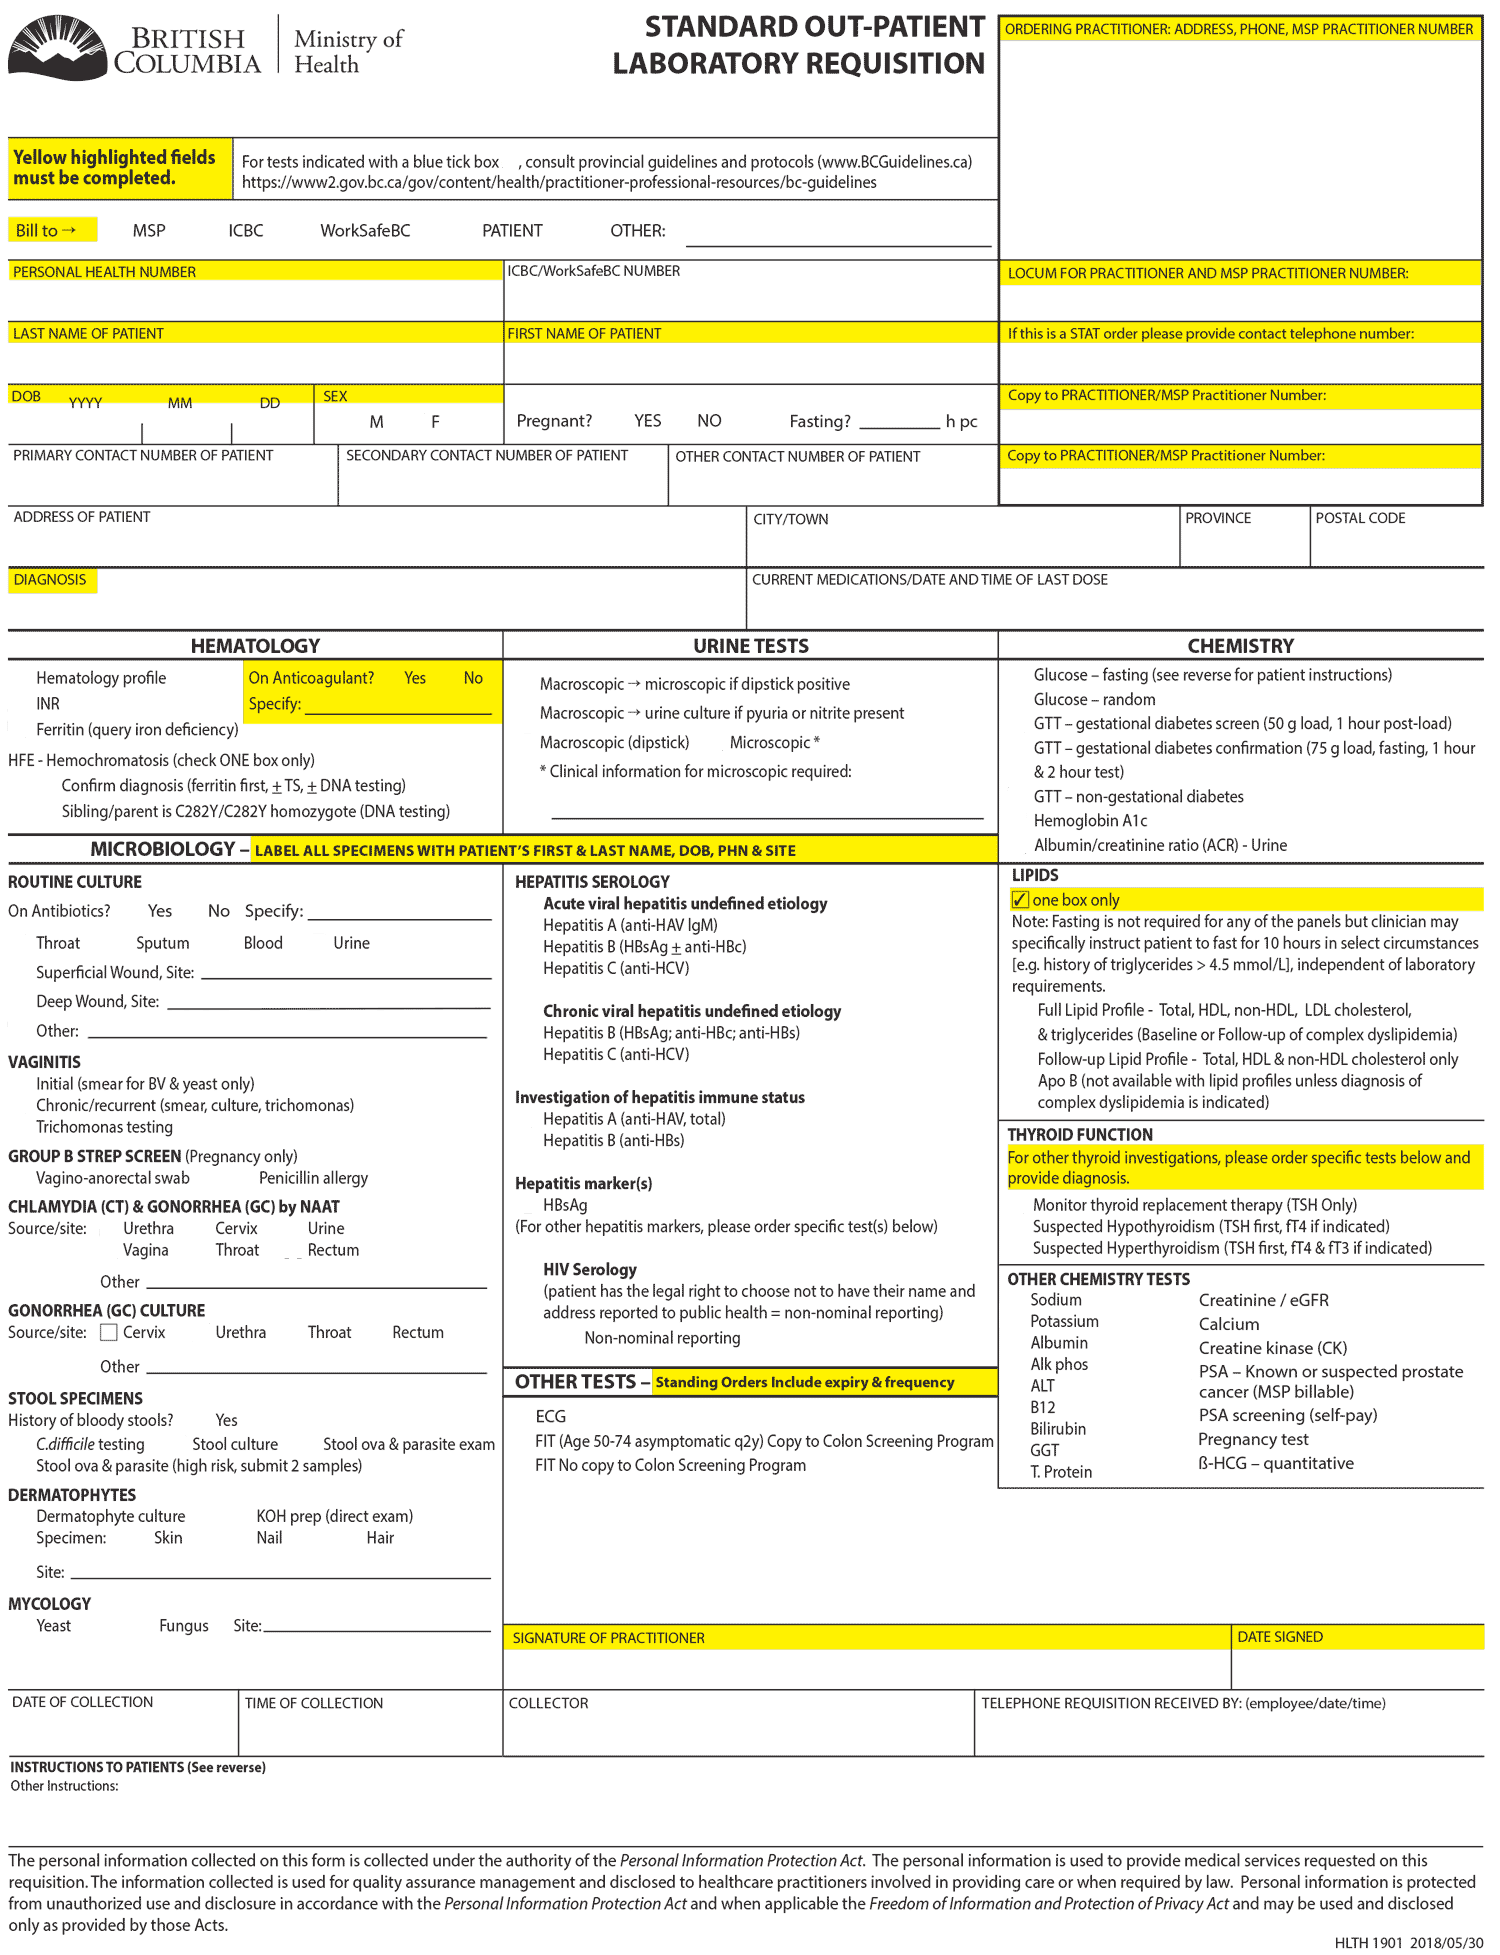 BRITISH COLUMBIA
Ministry of Health
STANDARD OUT-PATIENT
LABORATORY REQUISITION
ORDERING PRACTITIONER: ADDRESS, PHONE, MSP PRACTITIONER NUMBER
Yellow highlighted fields must be completed.
For tests indicated with a blue tick box , consult provincial guidelines and protocols (www.BCGuidelines.ca)
https://www2.gov.bc.ca/gov/content/health/practitioner-professional-resources/bc-guidelines
Bill to → MSP ICBC WorkSafeBC PATIENT OTHER:
PERSONAL HEALTH NUMBER
ICBC/WorkSafeBC NUMBER
LOCUM FOR PRACTITIONER AND MSP PRACTITIONER NUMBER:
LAST NAME OF PATIENT
FIRST NAME OF PATIENT
If this is a STAT order please provide contact telephone number:
DOB YYYY MM DD
SEX
M F
Pregnant? YES NO Fasting? h pc
Copy to PRACTITIONER/MSP Practitioner Number:
PRIMARY CONTACT NUMBER OF PATIENT
SECONDARY CONTACT NUMBER OF PATIENT
OTHER CONTACT NUMBER OF PATIENT
Copy to PRACTITIONER/MSP Practitioner Number:
ADDRESS OF PATIENT
CITY/TOWN
PROVINCE
POSTAL CODE
DIAGNOSIS
CURRENT MEDICATIONS/DATE AND TIME OF LAST DOSE
HEMATOLOGY
Hematology profile
INR
Ferritin (query iron deficiency)
On Anticoagulant? Yes No
Specify:
HFE - Hemochromatosis (check ONE box only)
Confirm diagnosis (ferritin first, ± TS, ± DNA testing)
Sibling/parent is C282Y/C282Y homozygote (DNA testing)
URINE TESTS
Macroscopic → microscopic if dipstick positive
Macroscopic → urine culture if pyuria or nitrite present
Macroscopic (dipstick) Microscopic *
* Clinical information for microscopic required:
CHEMISTRY
Glucose – fasting (see reverse for patient instructions)
Glucose – random
GTT – gestational diabetes screen (50 g load, 1 hour post-load)
GTT – gestational diabetes confirmation (75 g load, fasting, 1 hour
& 2 hour test)
GTT – non-gestational diabetes
Hemoglobin A1c
Albumin/creatinine ratio (ACR) - Urine
MICROBIOLOGY – LABEL ALL SPECIMENS WITH PATIENT'S FIRST & LAST NAME, DOB, PHN & SITE
ROUTINE CULTURE
On Antibiotics? Yes No Specify:
Throat Sputum Blood Urine
Superficial Wound, Site:
Deep Wound, Site:
Other:
VAGINITIS
Initial (smear for BV & yeast only)
Chronic/recurrent (smear, culture, trichomonas)
Trichomonas testing
GROUP B STREP SCREEN (Pregnancy only)
Vagino-anorectal swab Penicillin allergy
CHLAMYDIA (CT) & GONORRHEA (GC) by NAAT
Source/site: Urethra Cervix Urine
Vagina Throat Rectum
Other
GONORRHEA (GC) CULTURE
Source/site: Cervix Urethra Throat Rectum
Other
STOOL SPECIMENS
History of bloody stools? Yes
C.difficile testing Stool culture Stool ova & parasite exam
Stool ova & parasite (high risk, submit 2 samples)
DERMATOPHYTES
Dermatophyte culture KOH prep (direct exam)
Specimen: Skin Nail Hair
Site:
MYCOLOGY
Yeast Fungus Site:
HEPATITIS SEROLOGY
Acute viral hepatitis undefined etiology
Hepatitis A (anti-HAV IgM)
Hepatitis B (HBsAg ± anti-HBc)
Hepatitis C (anti-HCV)
Chronic viral hepatitis undefined etiology
Hepatitis B (HBsAg; anti-HBc; anti-HBs)
Hepatitis C (anti-HCV)
Investigation of hepatitis immune status
Hepatitis A (anti-HAV, total)
Hepatitis B (anti-HBs)
Hepatitis marker(s)
HBsAg
(For other hepatitis markers, please order specific test(s) below)
HIV Serology
(patient has the legal right to choose not to have their name and
address reported to public health = non-nominal reporting)
Non-nominal reporting
OTHER TESTS – Standing Orders Include expiry & frequency
ECG
FIT (Age 50-74 asymptomatic q2y) Copy to Colon Screening Program
FIT No copy to Colon Screening Program
LIPIDS
✓ one box only
Note: Fasting is not required for any of the panels but clinician may
specifically instruct patient to fast for 10 hours in select circumstances
[e.g. history of triglycerides > 4.5 mmol/L], independent of laboratory
requirements.
Full Lipid Profile - Total, HDL, non-HDL, LDL cholesterol,
& triglycerides (Baseline or Follow-up of complex dyslipidemia)
Follow-up Lipid Profile - Total, HDL & non-HDL cholesterol only
Apo B (not available with lipid profiles unless diagnosis of
complex dyslipidemia is indicated)
THYROID FUNCTION
For other thyroid investigations, please order specific tests below and
provide diagnosis.
Monitor thyroid replacement therapy (TSH Only)
Suspected Hypothyroidism (TSH first, fT4 if indicated)
Suspected Hyperthyroidism (TSH first, fT4 & fT3 if indicated)
OTHER CHEMISTRY TESTS
Sodium
Potassium
Albumin
Alk phos
ALT
B12
Bilirubin
GGT
T. Protein
Creatinine / eGFR
Calcium
Creatine kinase (CK)
PSA – Known or suspected prostate
cancer (MSP billable)
PSA screening (self-pay)
Pregnancy test
ß-HCG – quantitative
SIGNATURE OF PRACTITIONER
DATE SIGNED
DATE OF COLLECTION
TIME OF COLLECTION
COLLECTOR
TELEPHONE REQUISITION RECEIVED BY: (employee/date/time)
INSTRUCTIONS TO PATIENTS (See reverse)
Other Instructions:
The personal information collected on this form is collected under the authority of the Personal Information Protection Act. The personal information is used to provide medical services requested on this
requisition. The information collected is used for quality assurance management and disclosed to healthcare practitioners involved in providing care or when required by law. Personal information is protected
from unauthorized use and disclosure in accordance with the Personal Information Protection Act and when applicable the Freedom of Information and Protection of Privacy Act and may be used and disclosed
only as provided by those Acts.
HLTH 1901 2018/05/30